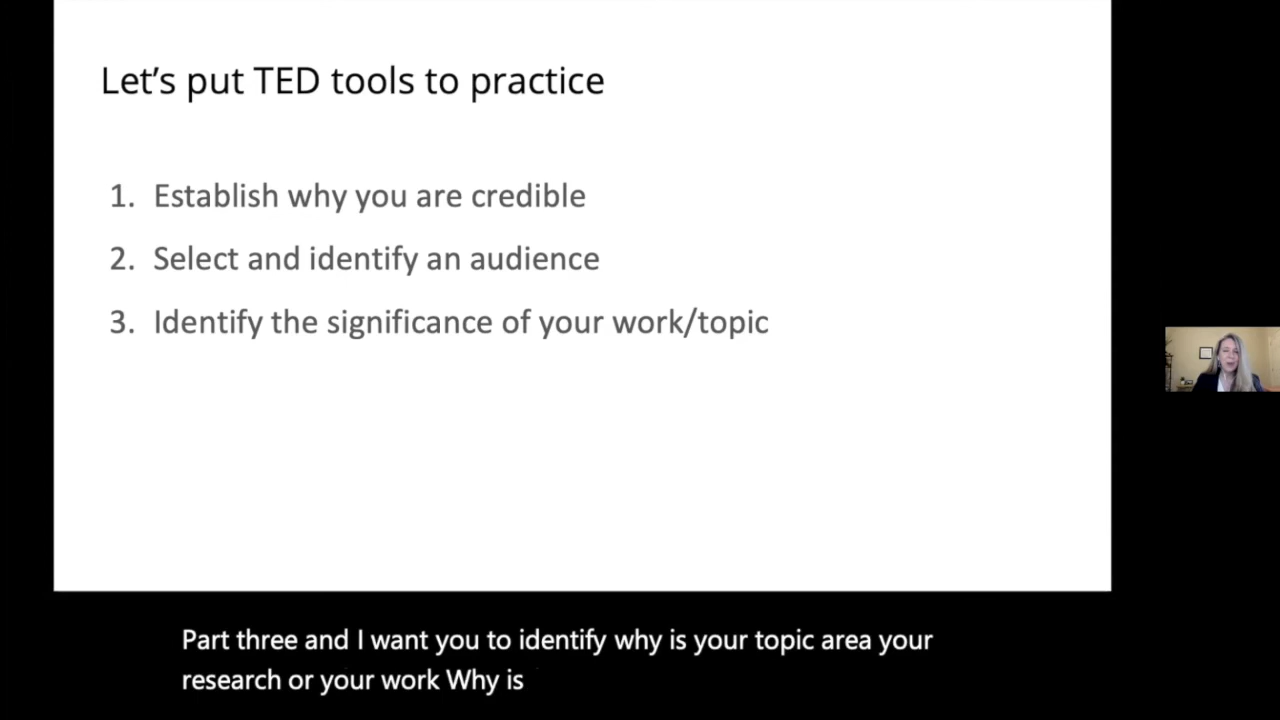 Let's put TED tools to practice
1. Establish why you are credible
2. Select and identify an audience
3. Identify the significance of your work/topic
Part three and I want you to identify why is your topic area your
research or your work Why is